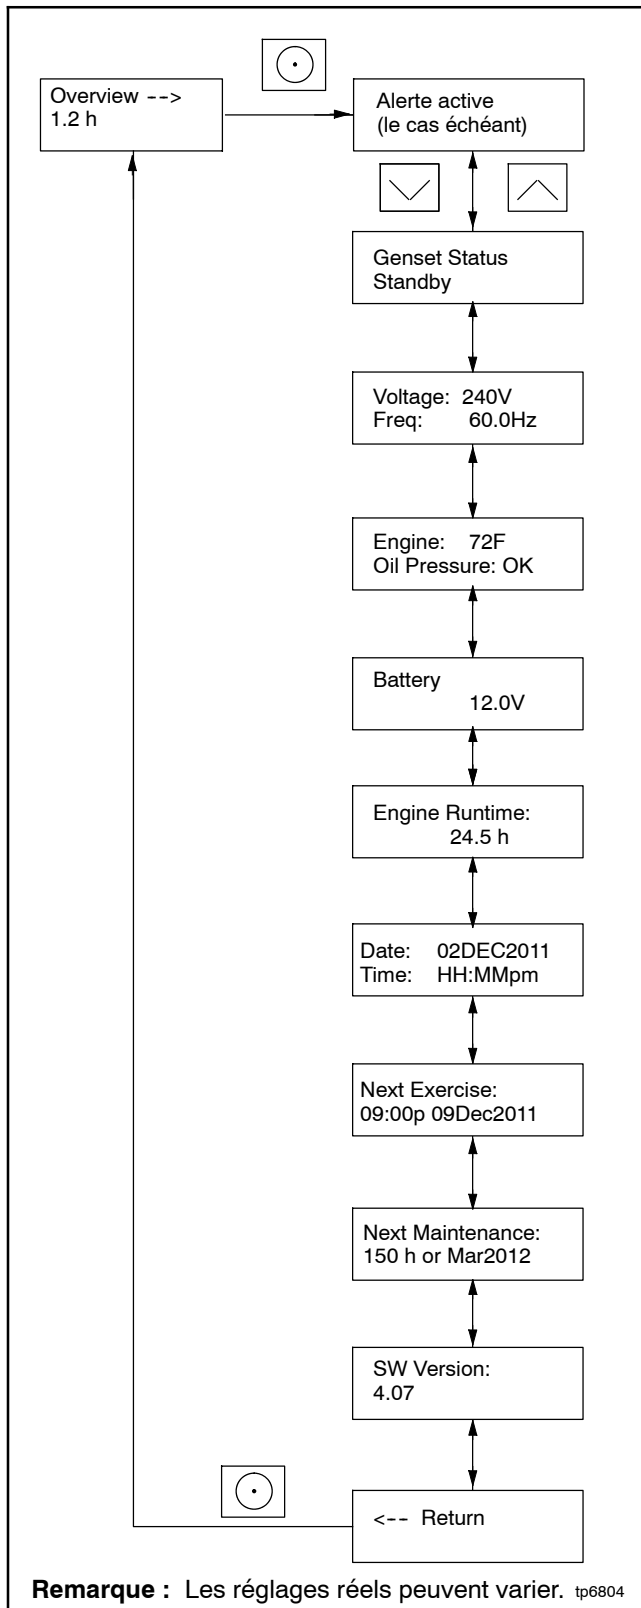 Overview -->
1.2 h
Alerte active
(le cas échéant)
Genset Status
Standby
Voltage: 240V
Freq: 60.0Hz
Engine: 72F
Oil Pressure: OK
Battery
12.0V
Engine Runtime:
24.5 h
Date: 02DEC2011
Time: HH:MMpm
Next Exercise:
09:00p 09Dec2011
Next Maintenance:
150 h or Mar2012
SW Version:
4.07
<-- Return
Remarque : Les réglages réels peuvent varier. tp6804